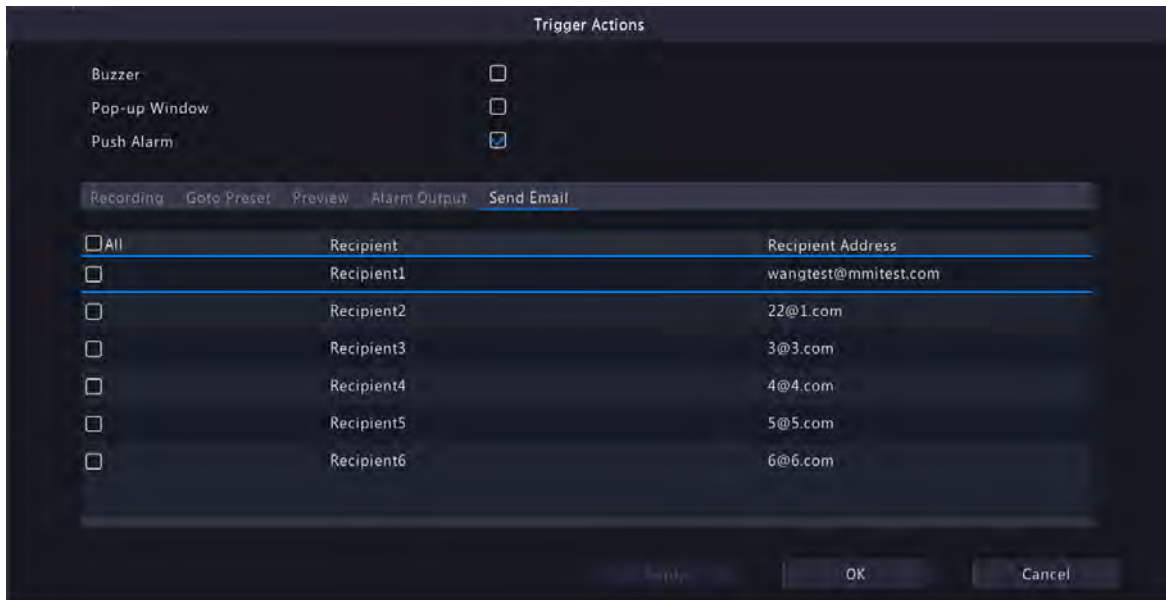 Trigger Actions
Buzzer
Pop-up Window
Push Alarm
Recording Goto Preset Preview Alarm Output Send Email
All Recipient Recipient Address
Recipient1 wangtest@mmitest.com
Recipient2 22@1.com
Recipient3 3@3.com
Recipient4 4@4.com
Recipient5 5@5.com
Recipient6 6@6.com
OK Cancel